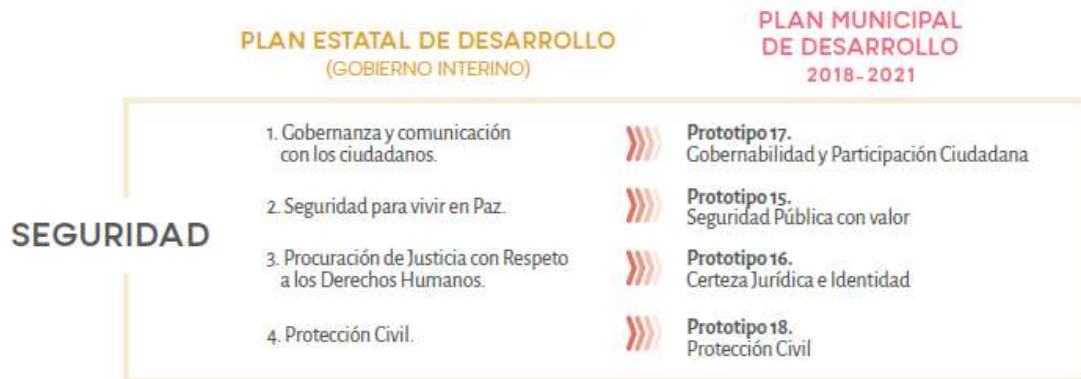 PLAN ESTATAL DE DESARROLLO
(GOBIERNO INTERINO)
PLAN MUNICIPAL
DE DESARROLLO
2018-2021
SEGURIDAD
1. Gobernanza y comunicación
con los ciudadanos.
Prototipo 17.
Gobernabilidad y Participación Ciudadana
2. Seguridad para vivir en Paz.
Prototipo 15.
Seguridad Pública con valor
3. Procuración de Justicia con Respeto
a los Derechos Humanos.
Prototipo 16.
Certeza Jurídica e Identidad
4. Protección Civil.
Prototipo 18.
Protección Civil